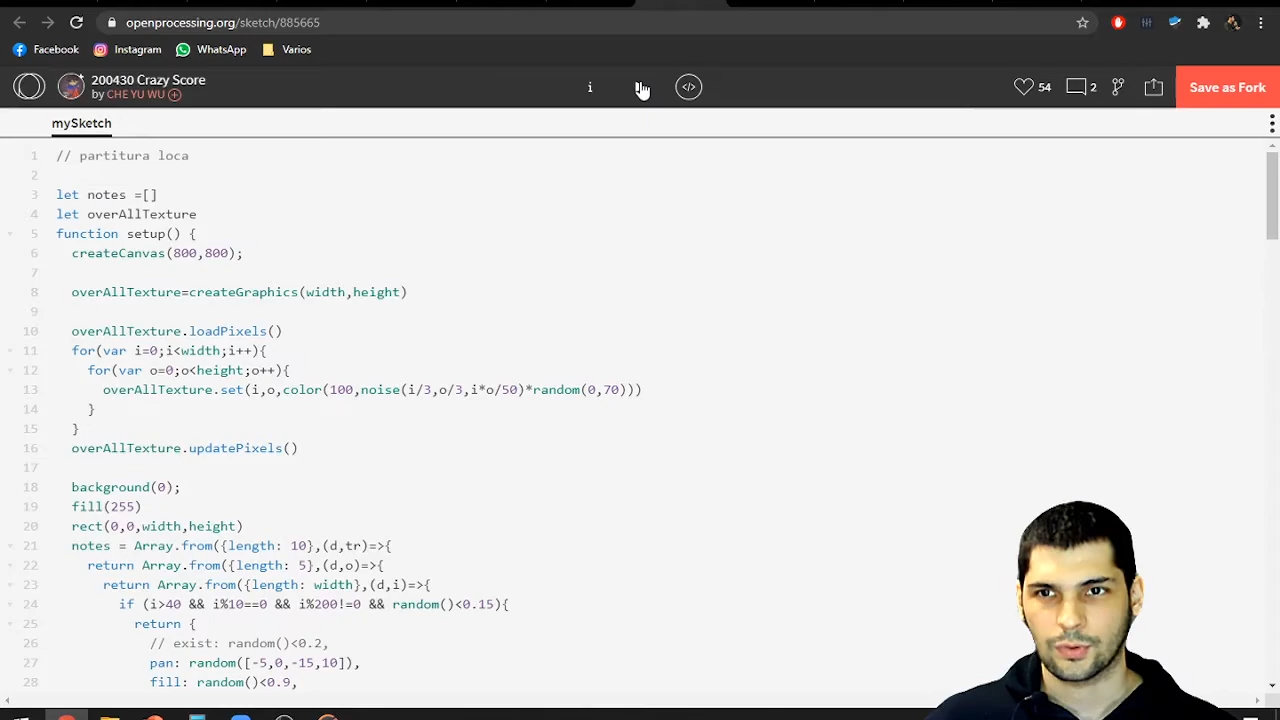 openprocessing.org/sketch/885665
Facebook Instagram WhatsApp Varios
200430 Crazy Score
by CHE YU WU
i </> 54 2 Save as Fork
mySketch
1 // partitura loca
2
3 let notes =[]
4 let overAllTexture
5 function setup() {
6 createCanvas(800,800);
7
8 overAllTexture=createGraphics(width,height)
9
10 overAllTexture.loadPixels()
11 for(var i=0;i<width;i++){
12 for(var o=0;o<height;o++){
13 overAllTexture.set(i,o,color(100,noise(i/3,o/3,i*o/50)*random(0,70)))
14 }
15 }
16 overAllTexture.updatePixels()
17
18 background(0);
19 fill(255)
20 rect(0,0,width,height)
21 notes = Array.from({length: 10},(d,tr)=>{
22 return Array.from({length: 5},(d,o)=>{
23 return Array.from({length: width},(d,i)=>{
24 if (i>40 && i%10==0 && i%200!=0 && random()<0.15){
25 return {
26 // exist: random()<0.2,
27 pan: random([-5,0,-15,10]),
28 fill: random()<0.9,